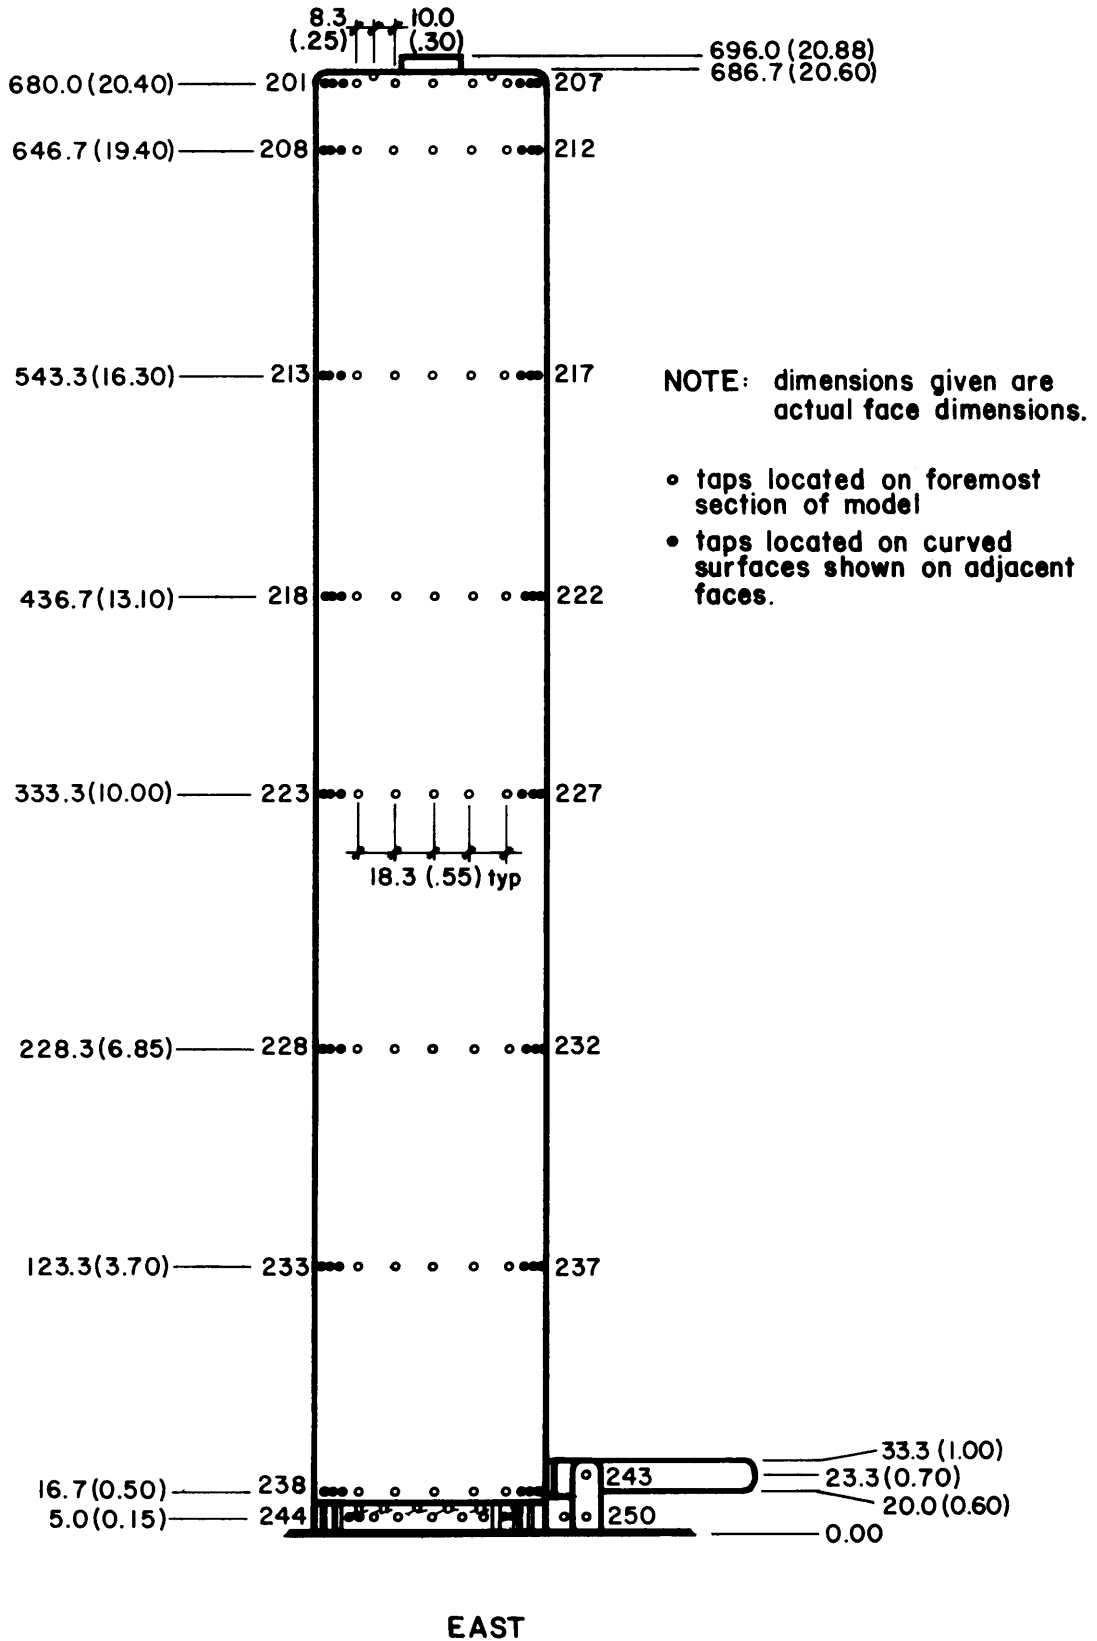 8.3 10.0
(.25) (.30)
696.0 (20.88)
686.7 (20.60)
680.0 (20.40) 201 207
646.7 (19.40) 208 212
543.3 (16.30) 213 217
NOTE: dimensions given are
actual face dimensions.
taps located on foremost
section of model
taps located on curved
surfaces shown on adjacent
faces.
436.7 (13.10) 218 222
333.3 (10.00) 223 227
18.3 (.55) typ
228.3 (6.85) 228 232
123.3 (3.70) 233 237
33.3 (1.00)
243 23.3 (0.70)
16.7 (0.50) 238
20.0 (0.60)
5.0 (0.15) 244 250
0.00
EAST